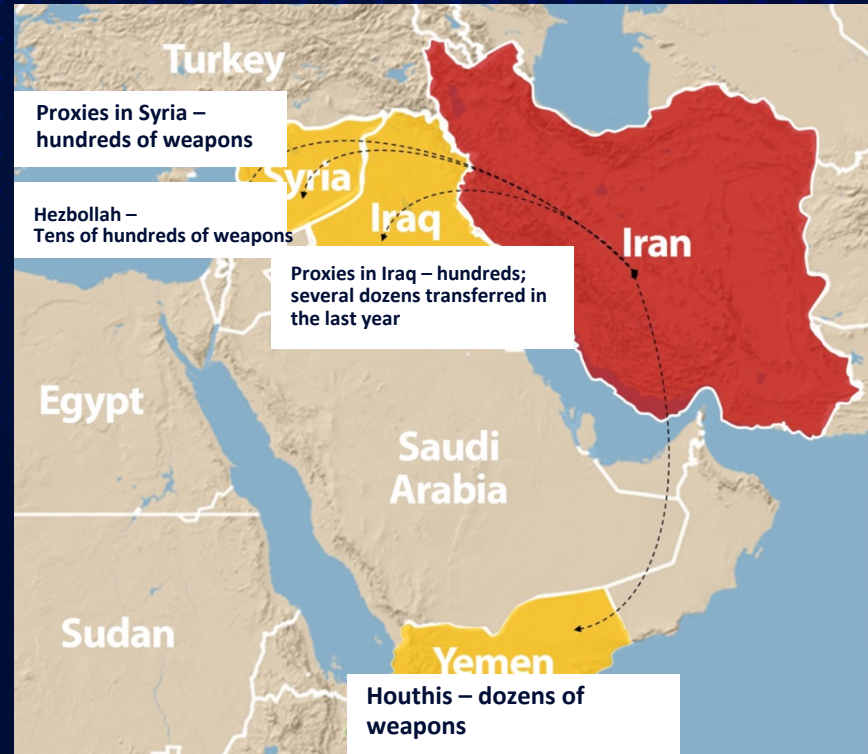 Turkey
Proxies in Syria –
hundreds of weapons
Syria
Hezbollah –
Tens of hundreds of weapons
Iraq
Iran
Proxies in Iraq – hundreds;
several dozens transferred in
the last year
Egypt
Saudi
Arabia
Sudan
Yemen
Houthis – dozens of
weapons